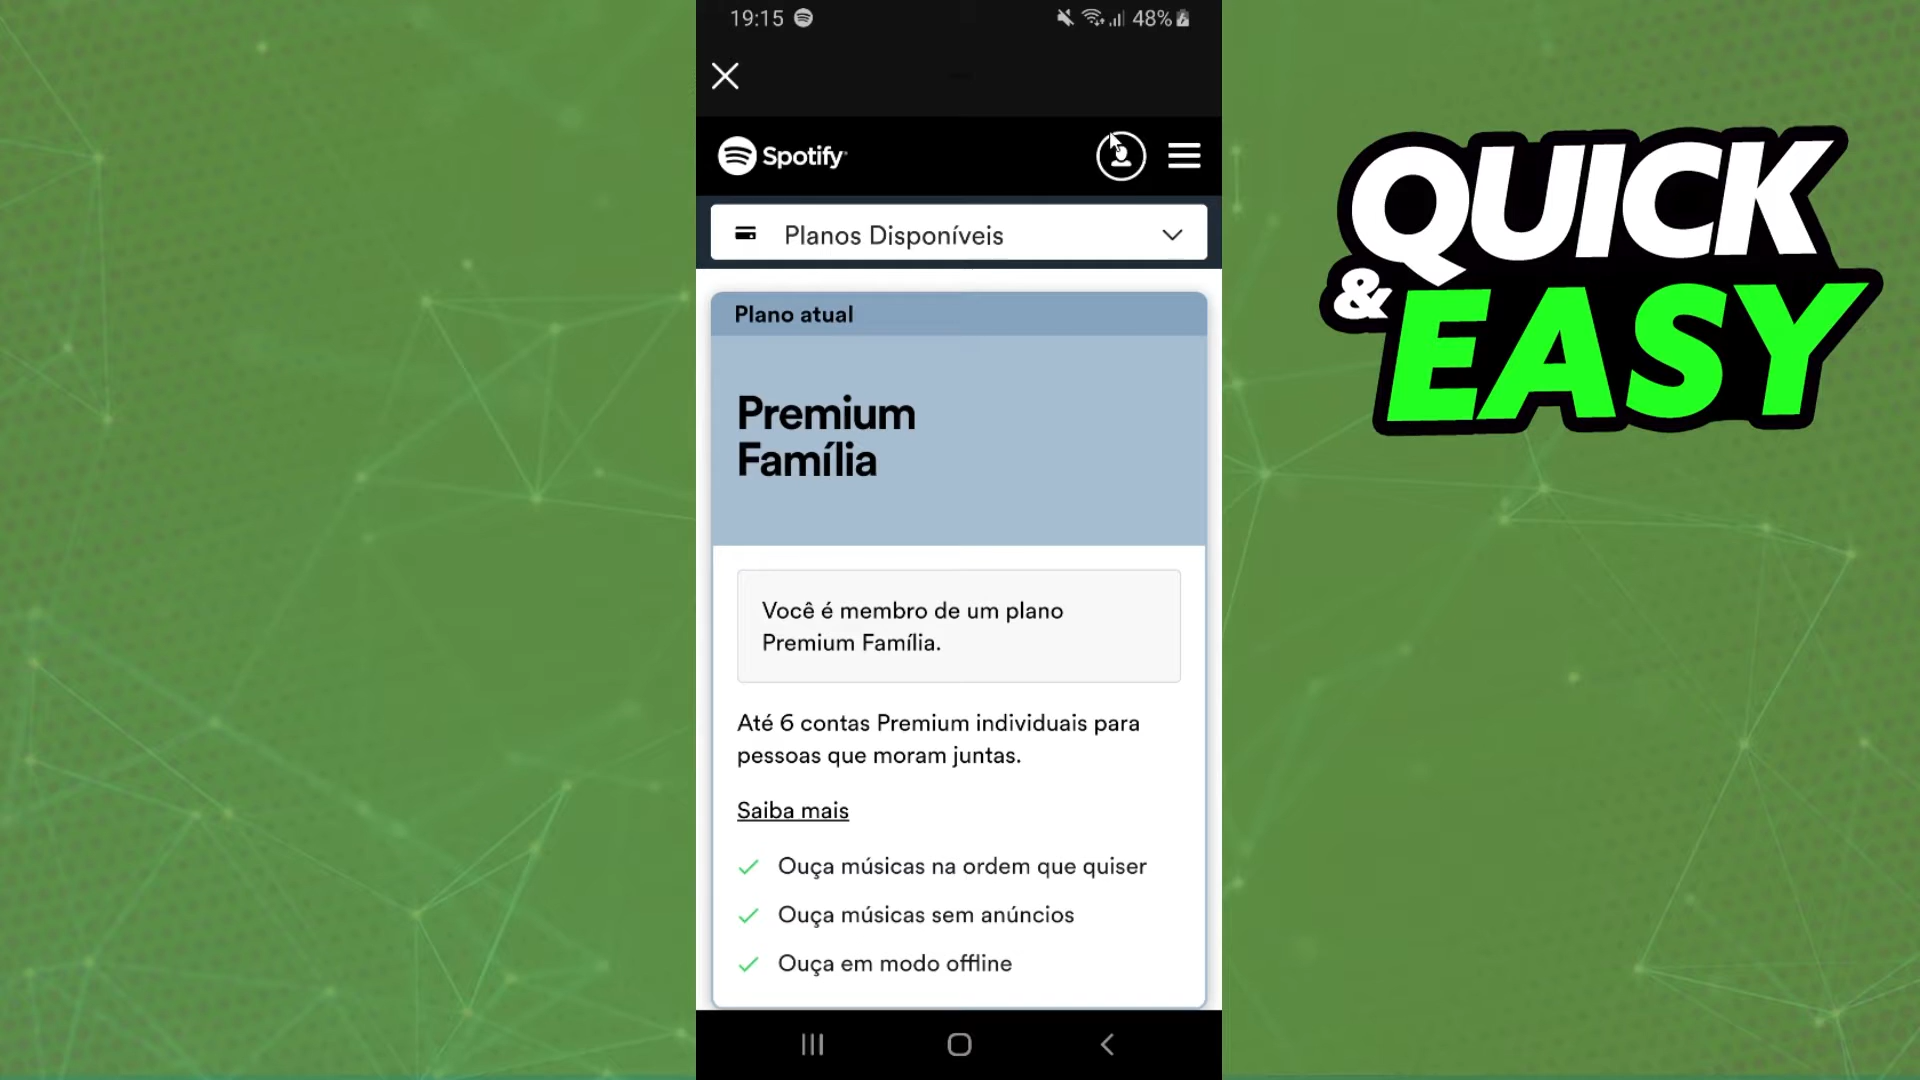 19:15
48%
Spotify
Planos Disponíveis
Plano atual
Premium
Família
Você é membro de um plano
Premium Família.
Até 6 contas Premium individuais para
pessoas que moram juntas.
Saiba mais
Ouça músicas na ordem que quiser
Ouça músicas sem anúncios
Ouça em modo offline
QUICK
& EASY